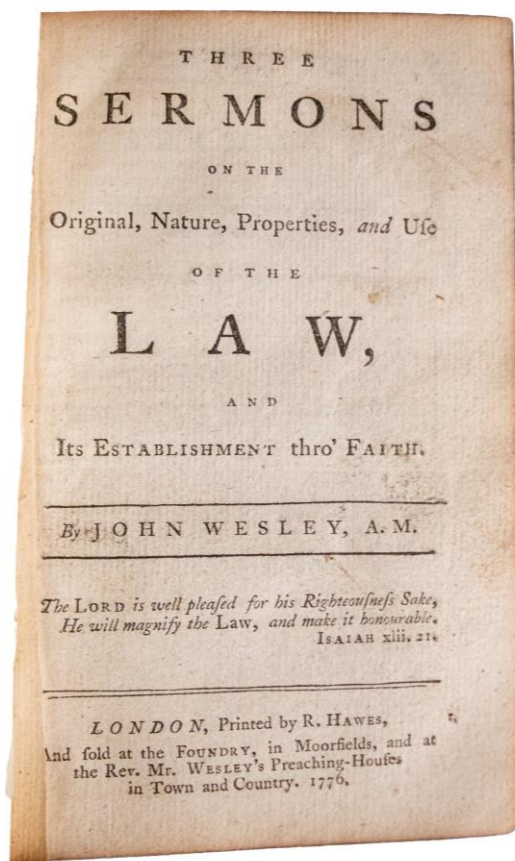 THREE
SERMONS
ON THE
Original, Nature, Properties, and Uſe
OF THE
LAW,
AND
Its ESTABLISHMENT thro' FAITH.
By JOHN WESLEY, A. M.
The LORD is well pleaſed for his Righteouſneſs Sake,
He will magnify the Law, and make it honourable.
ISAIAH xlii. 21.
LONDON, Printed by R. HAWES,
And ſold at the FOUNDRY, in Moorfields, and at
the Rev. Mr. WESLEY's Preaching-Houſes
in Town and Country. 1776.